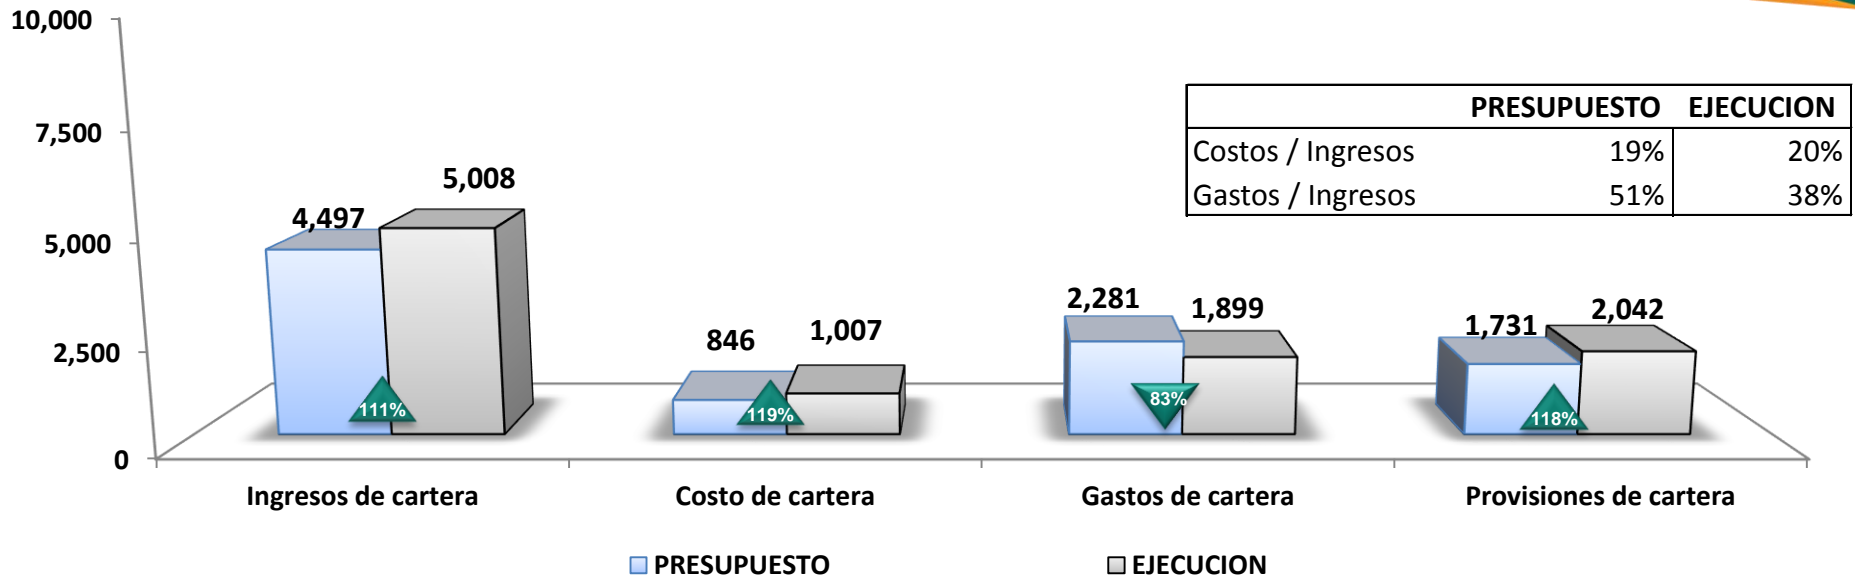 10,000
7,500
5,000
2,500
0
PRESUPUESTO EJECUCION
Costos / Ingresos 19% 20%
Gastos / Ingresos 51% 38%
4,497 5,008
846 1,007
2,281 1,899
1,731 2,042
111% 119% 83% 118%
Ingresos de cartera Costo de cartera Gastos de cartera Provisiones de cartera
PRESUPUESTO EJECUCION